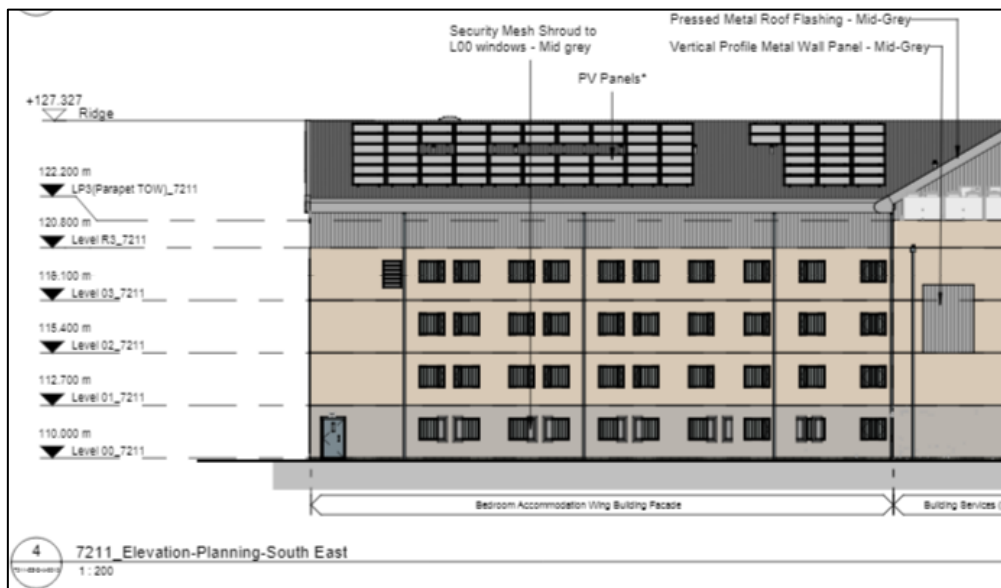 Security Mesh Shroud to
L00 windows - Mid grey
PV Panels*
Pressed Metal Roof Flashing - Mid-Grey
Vertical Profile Metal Wall Panel - Mid-Grey
+127.327
Ridge
122.200 m
LP3(Parapet TOW)_7211
120.800 m
Level R3_7211
118.100 m
Level 03_7211
115.400 m
Level 02_7211
112.700 m
Level 01_7211
110.000 m
Level 00_7211
Bedroom Accommodation Wing Building Facade
Building Services (
4
7211_Elevation-Planning-South East
1 : 200